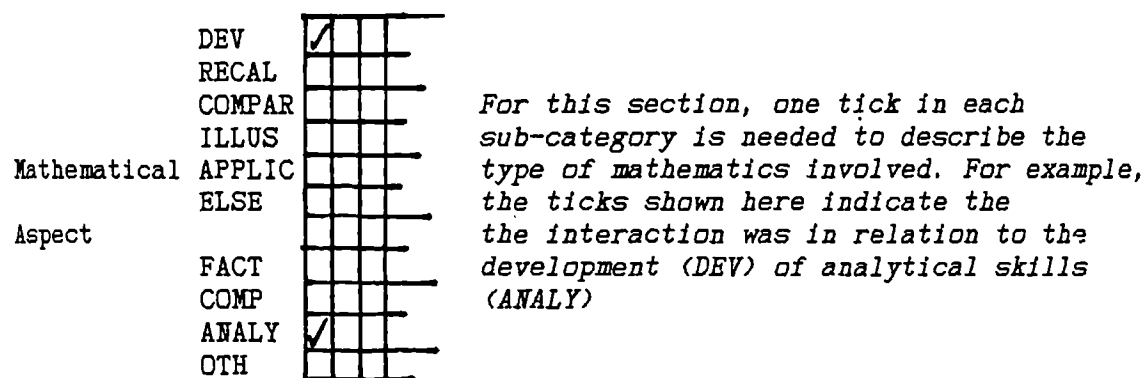 DEV ✓
RECAL
COMPAR For this section, one tick in each
ILLUS sub-category is needed to describe the
Mathematical APPLIC type of mathematics involved. For example,
ELSE the ticks shown here indicate the
Aspect the interaction was in relation to the
FACT development (DEV) of analytical skills
COMP (ANALY)
ANALY ✓
OTH